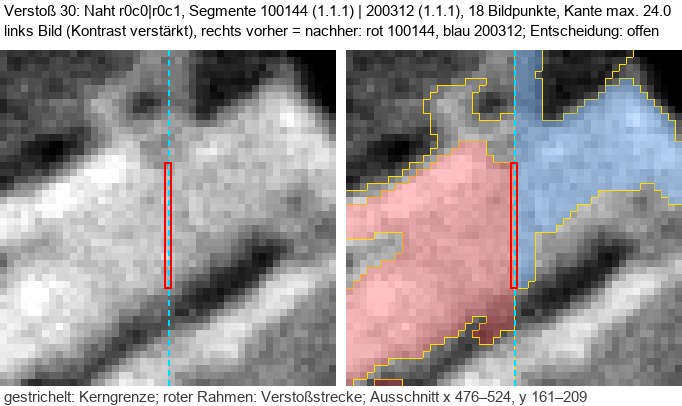 Verstoß 30: Naht r0c0|r0c1, Segmente 100144 (1.1.1) | 200312 (1.1.1), 18 Bildpunkte, Kante max. 24.0
links Bild (Kontrast verstärkt), rechts vorher = nachher: rot 100144, blau 200312; Entscheidung: offen
gestrichelt: Kerngrenze; roter Rahmen: Verstoßstrecke; Ausschnitt x 476–524, y 161–209